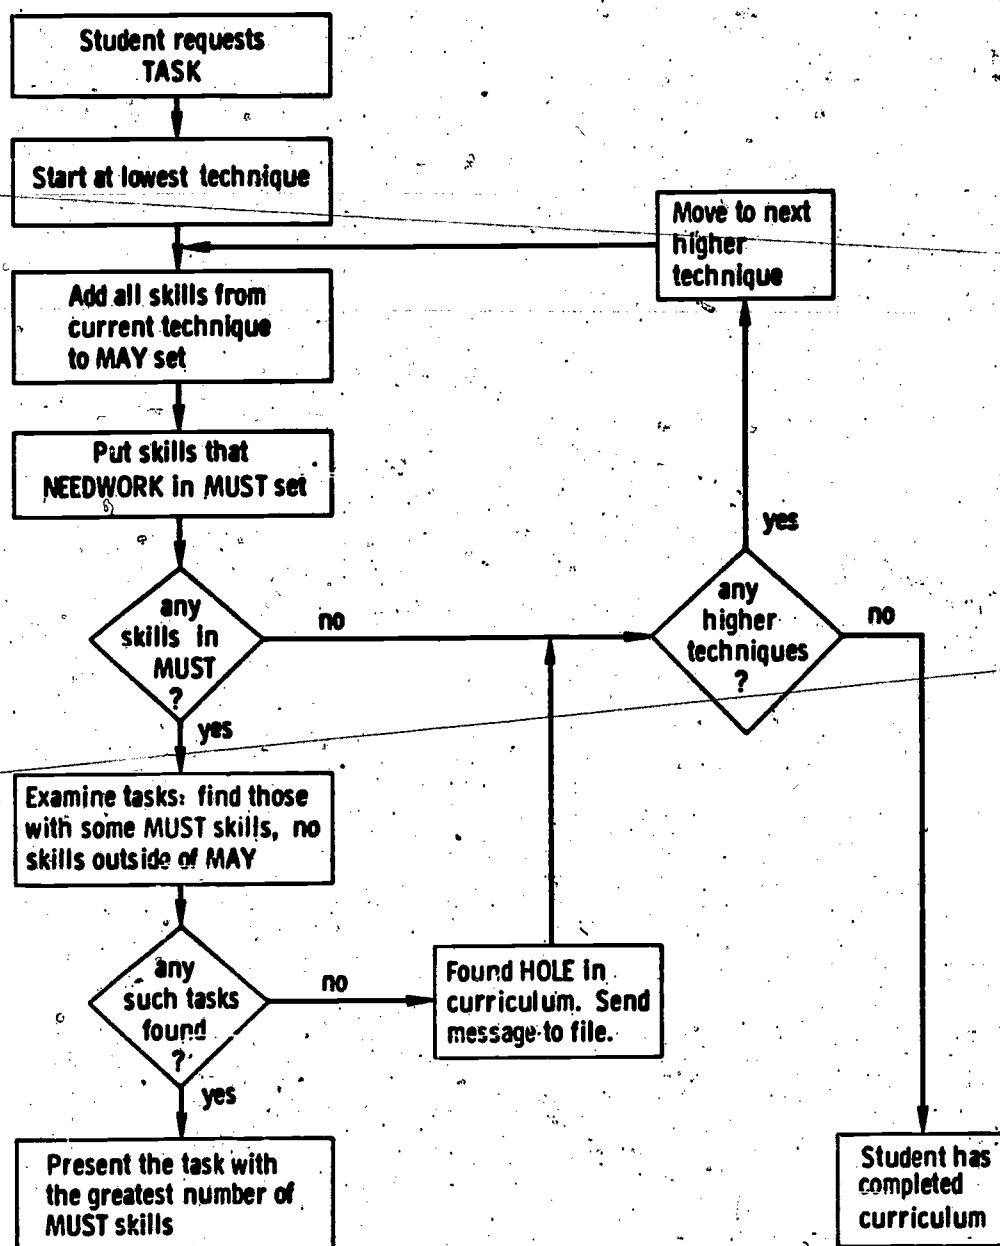 Student requests
TASK
Start at lowest technique
Move to next
higher
technique
Add all skills from
current technique
to MAY set
Put skills that
NEEDWORK in MUST set
yes
any
skills in
MUST
?
no
any
higher
techniques
?
no
yes
Examine tasks: find those
with some MUST skills, no
skills outside of MAY
any
such tasks
found
?
no
Found HOLE in
curriculum. Send
message to file.
yes
Present the task with
the greatest number of
MUST skills
Student has
completed
curriculum